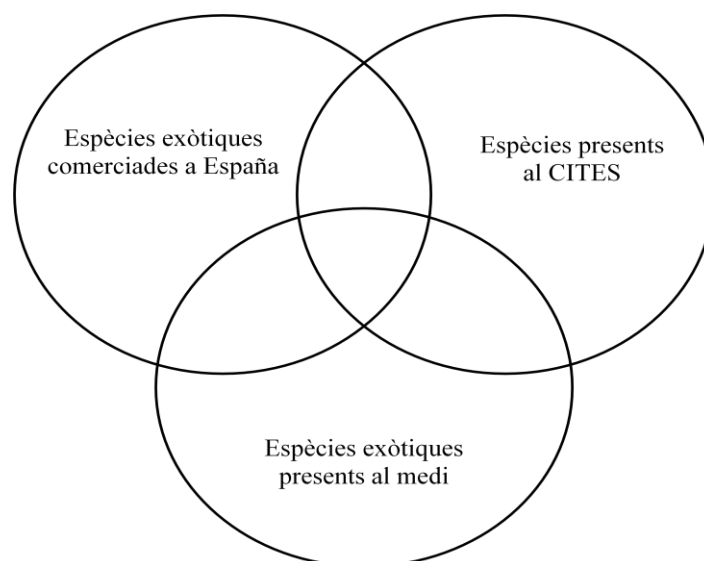 Espècies exòtiques
comerciades a España
Espècies presents
al CITES
Espècies exòtiques
presents al medi